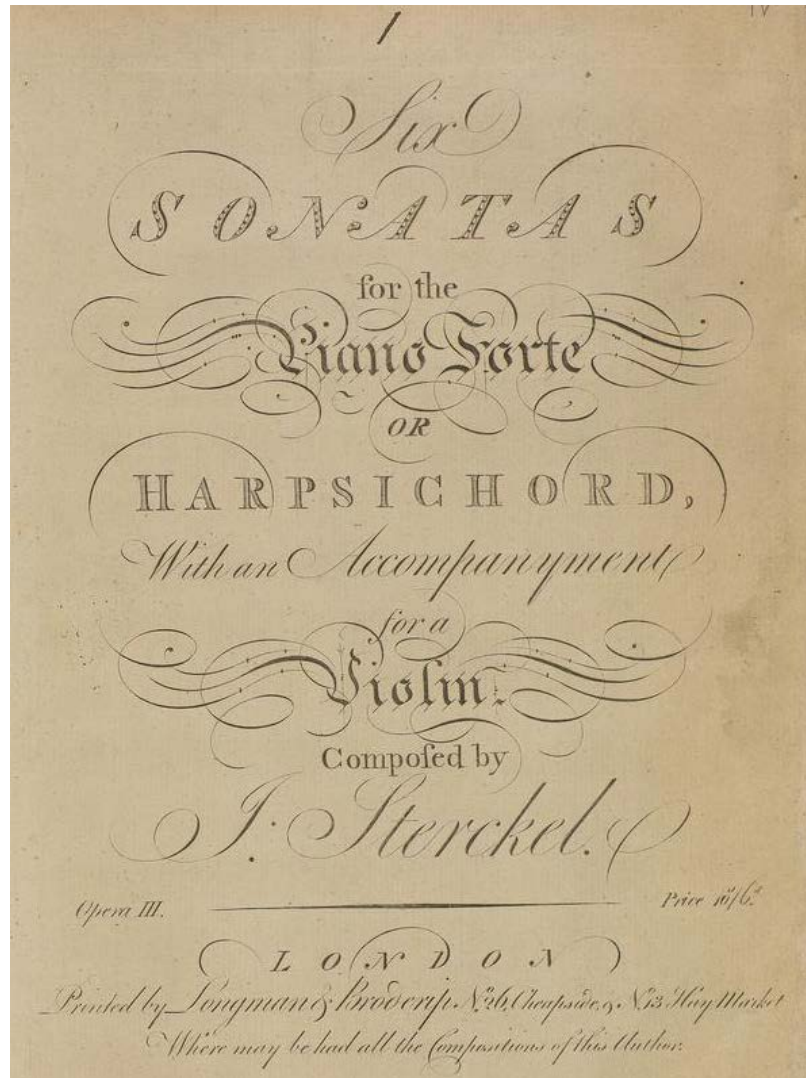 1
IV
Six
SONATAS
for the
Piano Forte
OR
HARPSICHORD,
With an Accompanyment
for a
Violin.
Compoſed by
J. Sterckel.
Opera III.
Price 10/6.d
LONDON
Printed by Longman & Broderip No. 26, Cheapside, & No. 13 Hay Market
Where may be had all the Compositions of this Author.